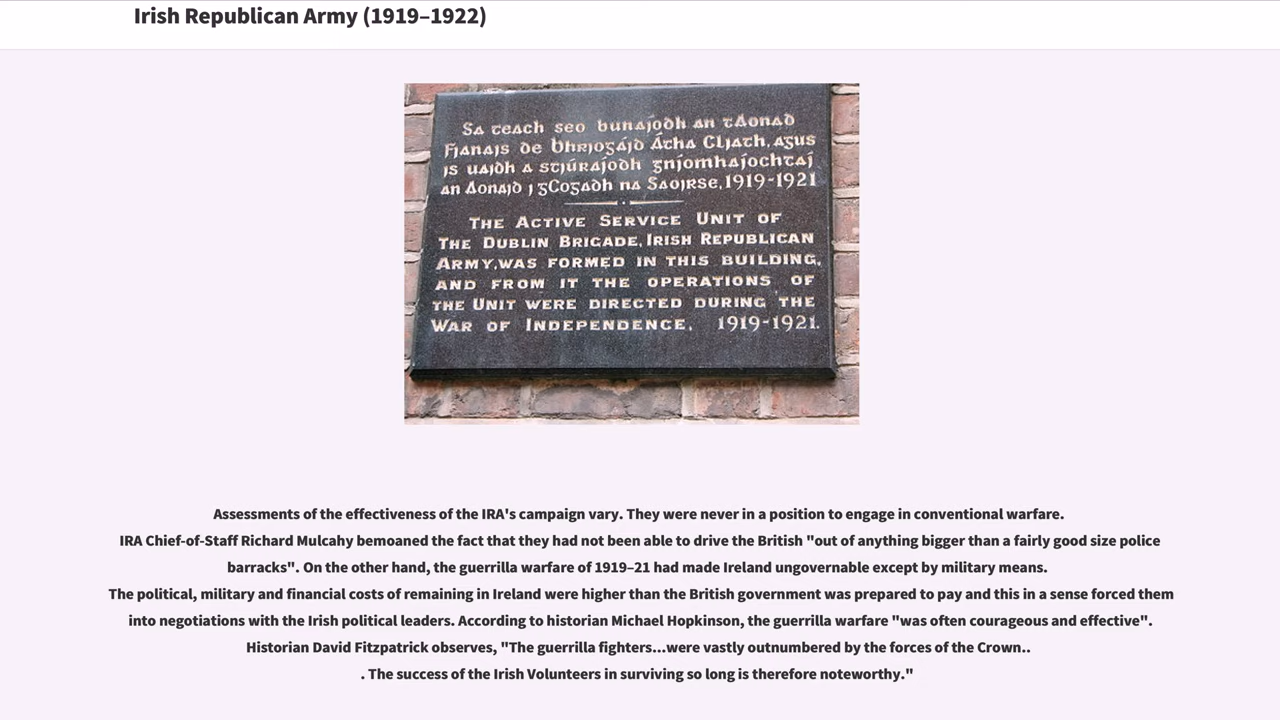 Irish Republican Army (1919–1922)
Sa teach seo bunaıodh an tAonad
Fıanaıs de Bhrıogáıd Átha Clıath, agus
ıs uaıdh a stıúraıodh gníomhaıochtaı
an Aonaıd ı gCogadh na Saoırse, 1919-1921
THE ACTIVE SERVICE UNIT OF
THE DUBLIN BRIGADE, IRISH REPUBLICAN
ARMY, WAS FORMED IN THIS BUILDING,
AND FROM IT THE OPERATIONS OF
THE UNIT WERE DIRECTED DURING THE
WAR OF INDEPENDENCE, 1919-1921.
Assessments of the effectiveness of the IRA's campaign vary. They were never in a position to engage in conventional warfare.
IRA Chief-of-Staff Richard Mulcahy bemoaned the fact that they had not been able to drive the British "out of anything bigger than a fairly good size police
barracks". On the other hand, the guerrilla warfare of 1919–21 had made Ireland ungovernable except by military means.
The political, military and financial costs of remaining in Ireland were higher than the British government was prepared to pay and this in a sense forced them
into negotiations with the Irish political leaders. According to historian Michael Hopkinson, the guerrilla warfare "was often courageous and effective".
Historian David Fitzpatrick observes, "The guerrilla fighters...were vastly outnumbered by the forces of the Crown..
. The success of the Irish Volunteers in surviving so long is therefore noteworthy."